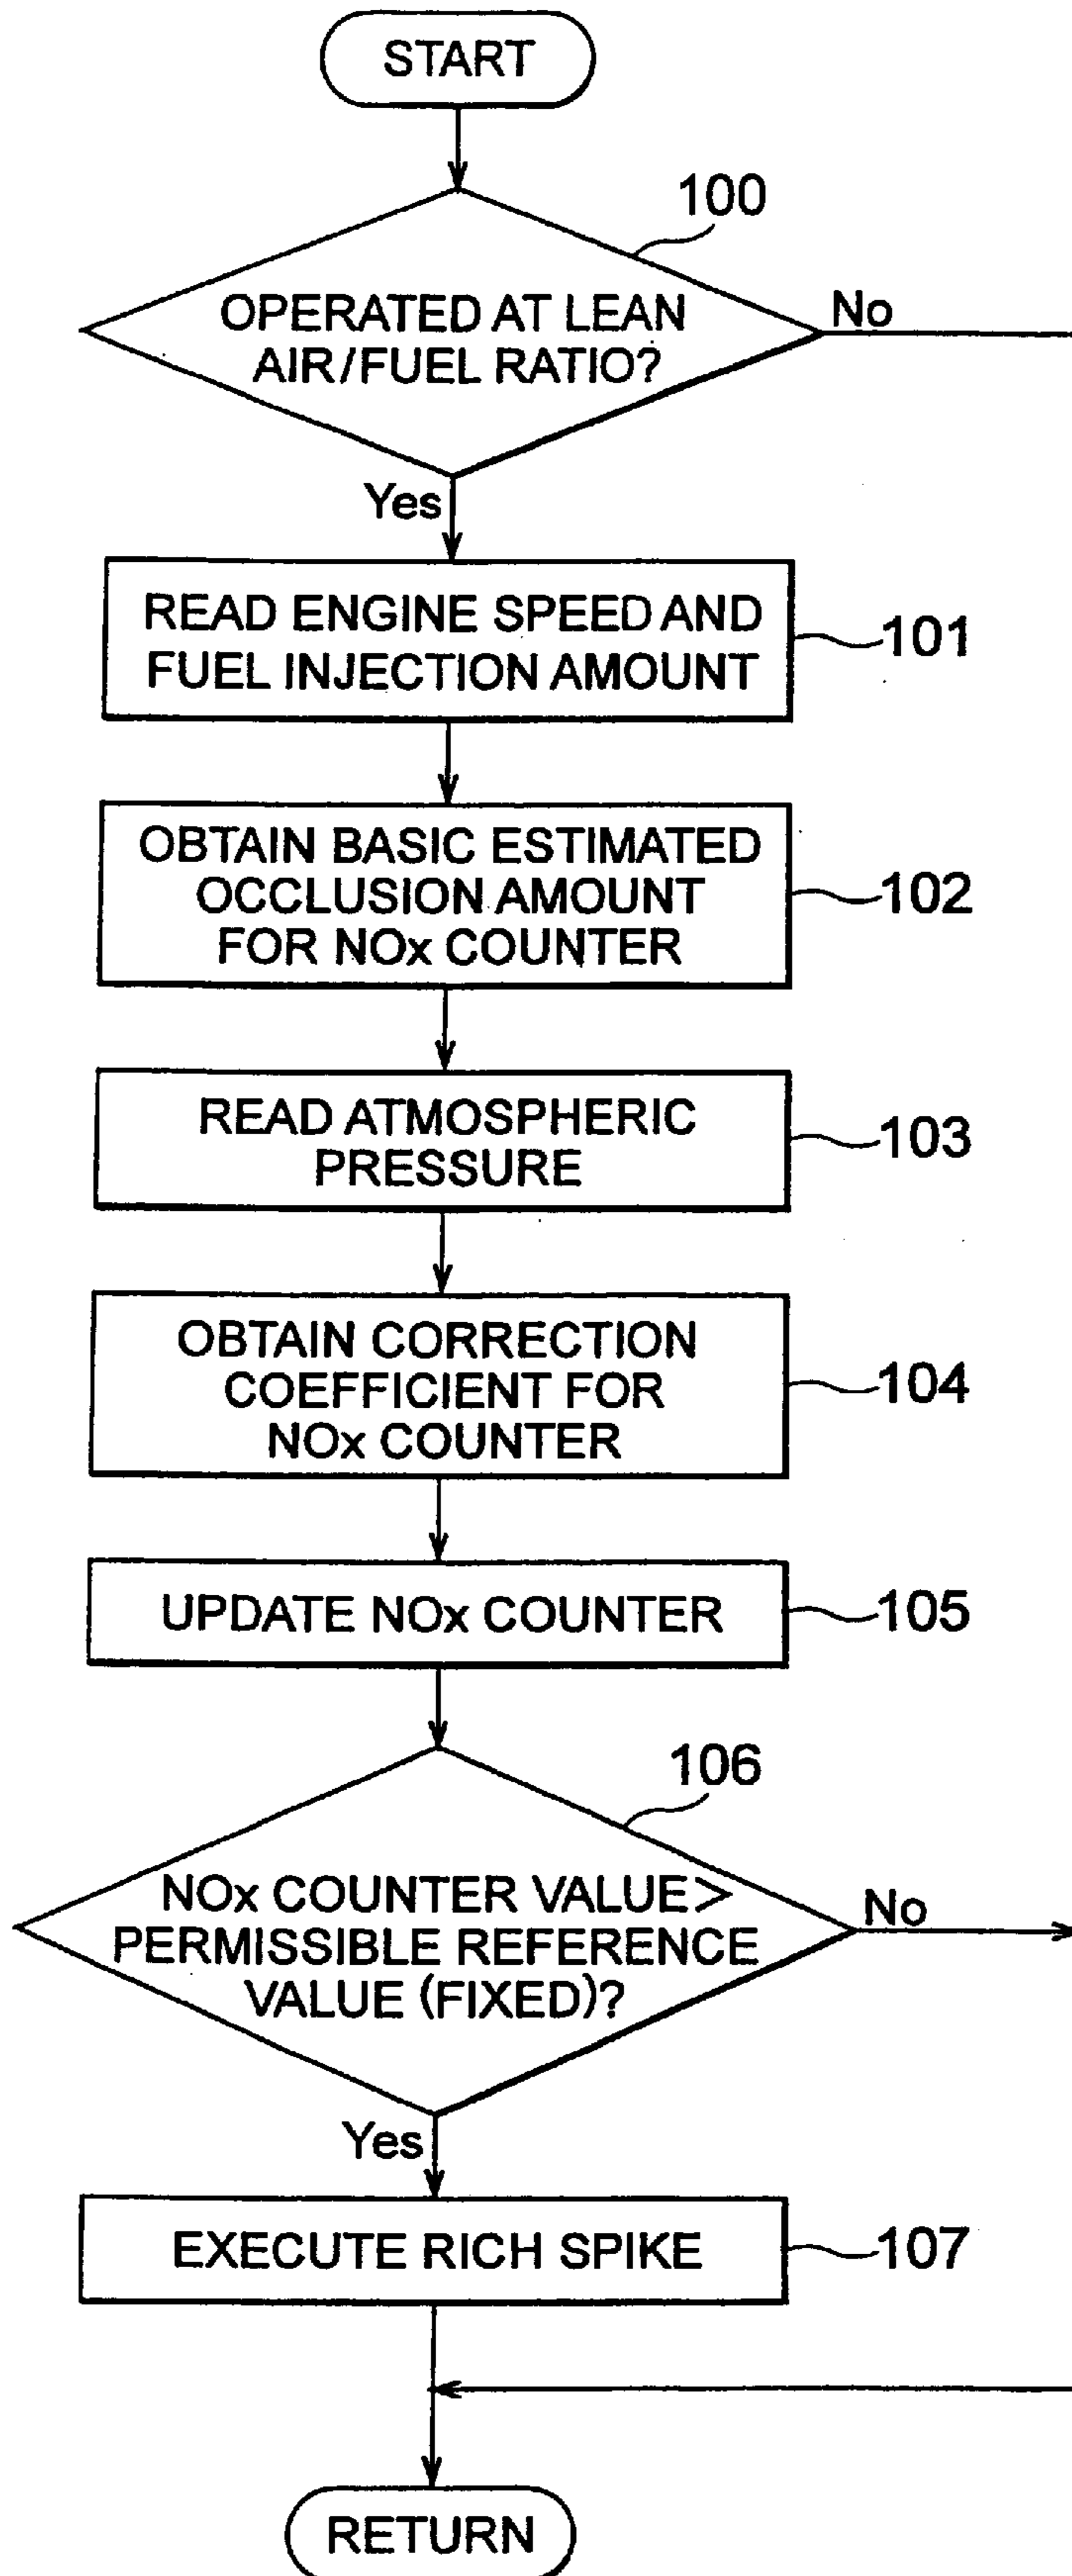 START
100
OPERATED AT LEAN
AIR/FUEL RATIO?
No
Yes
READ ENGINE SPEED AND
FUEL INJECTION AMOUNT
101
OBTAIN BASIC ESTIMATED
OCCLUSION AMOUNT
FOR NOx COUNTER
102
READ ATMOSPHERIC
PRESSURE
103
OBTAIN CORRECTION
COEFFICIENT FOR
NOx COUNTER
104
UPDATE NOx COUNTER
105
106
NOx COUNTER VALUE>
PERMISSIBLE REFERENCE
VALUE (FIXED)?
No
Yes
EXECUTE RICH SPIKE
107
RETURN